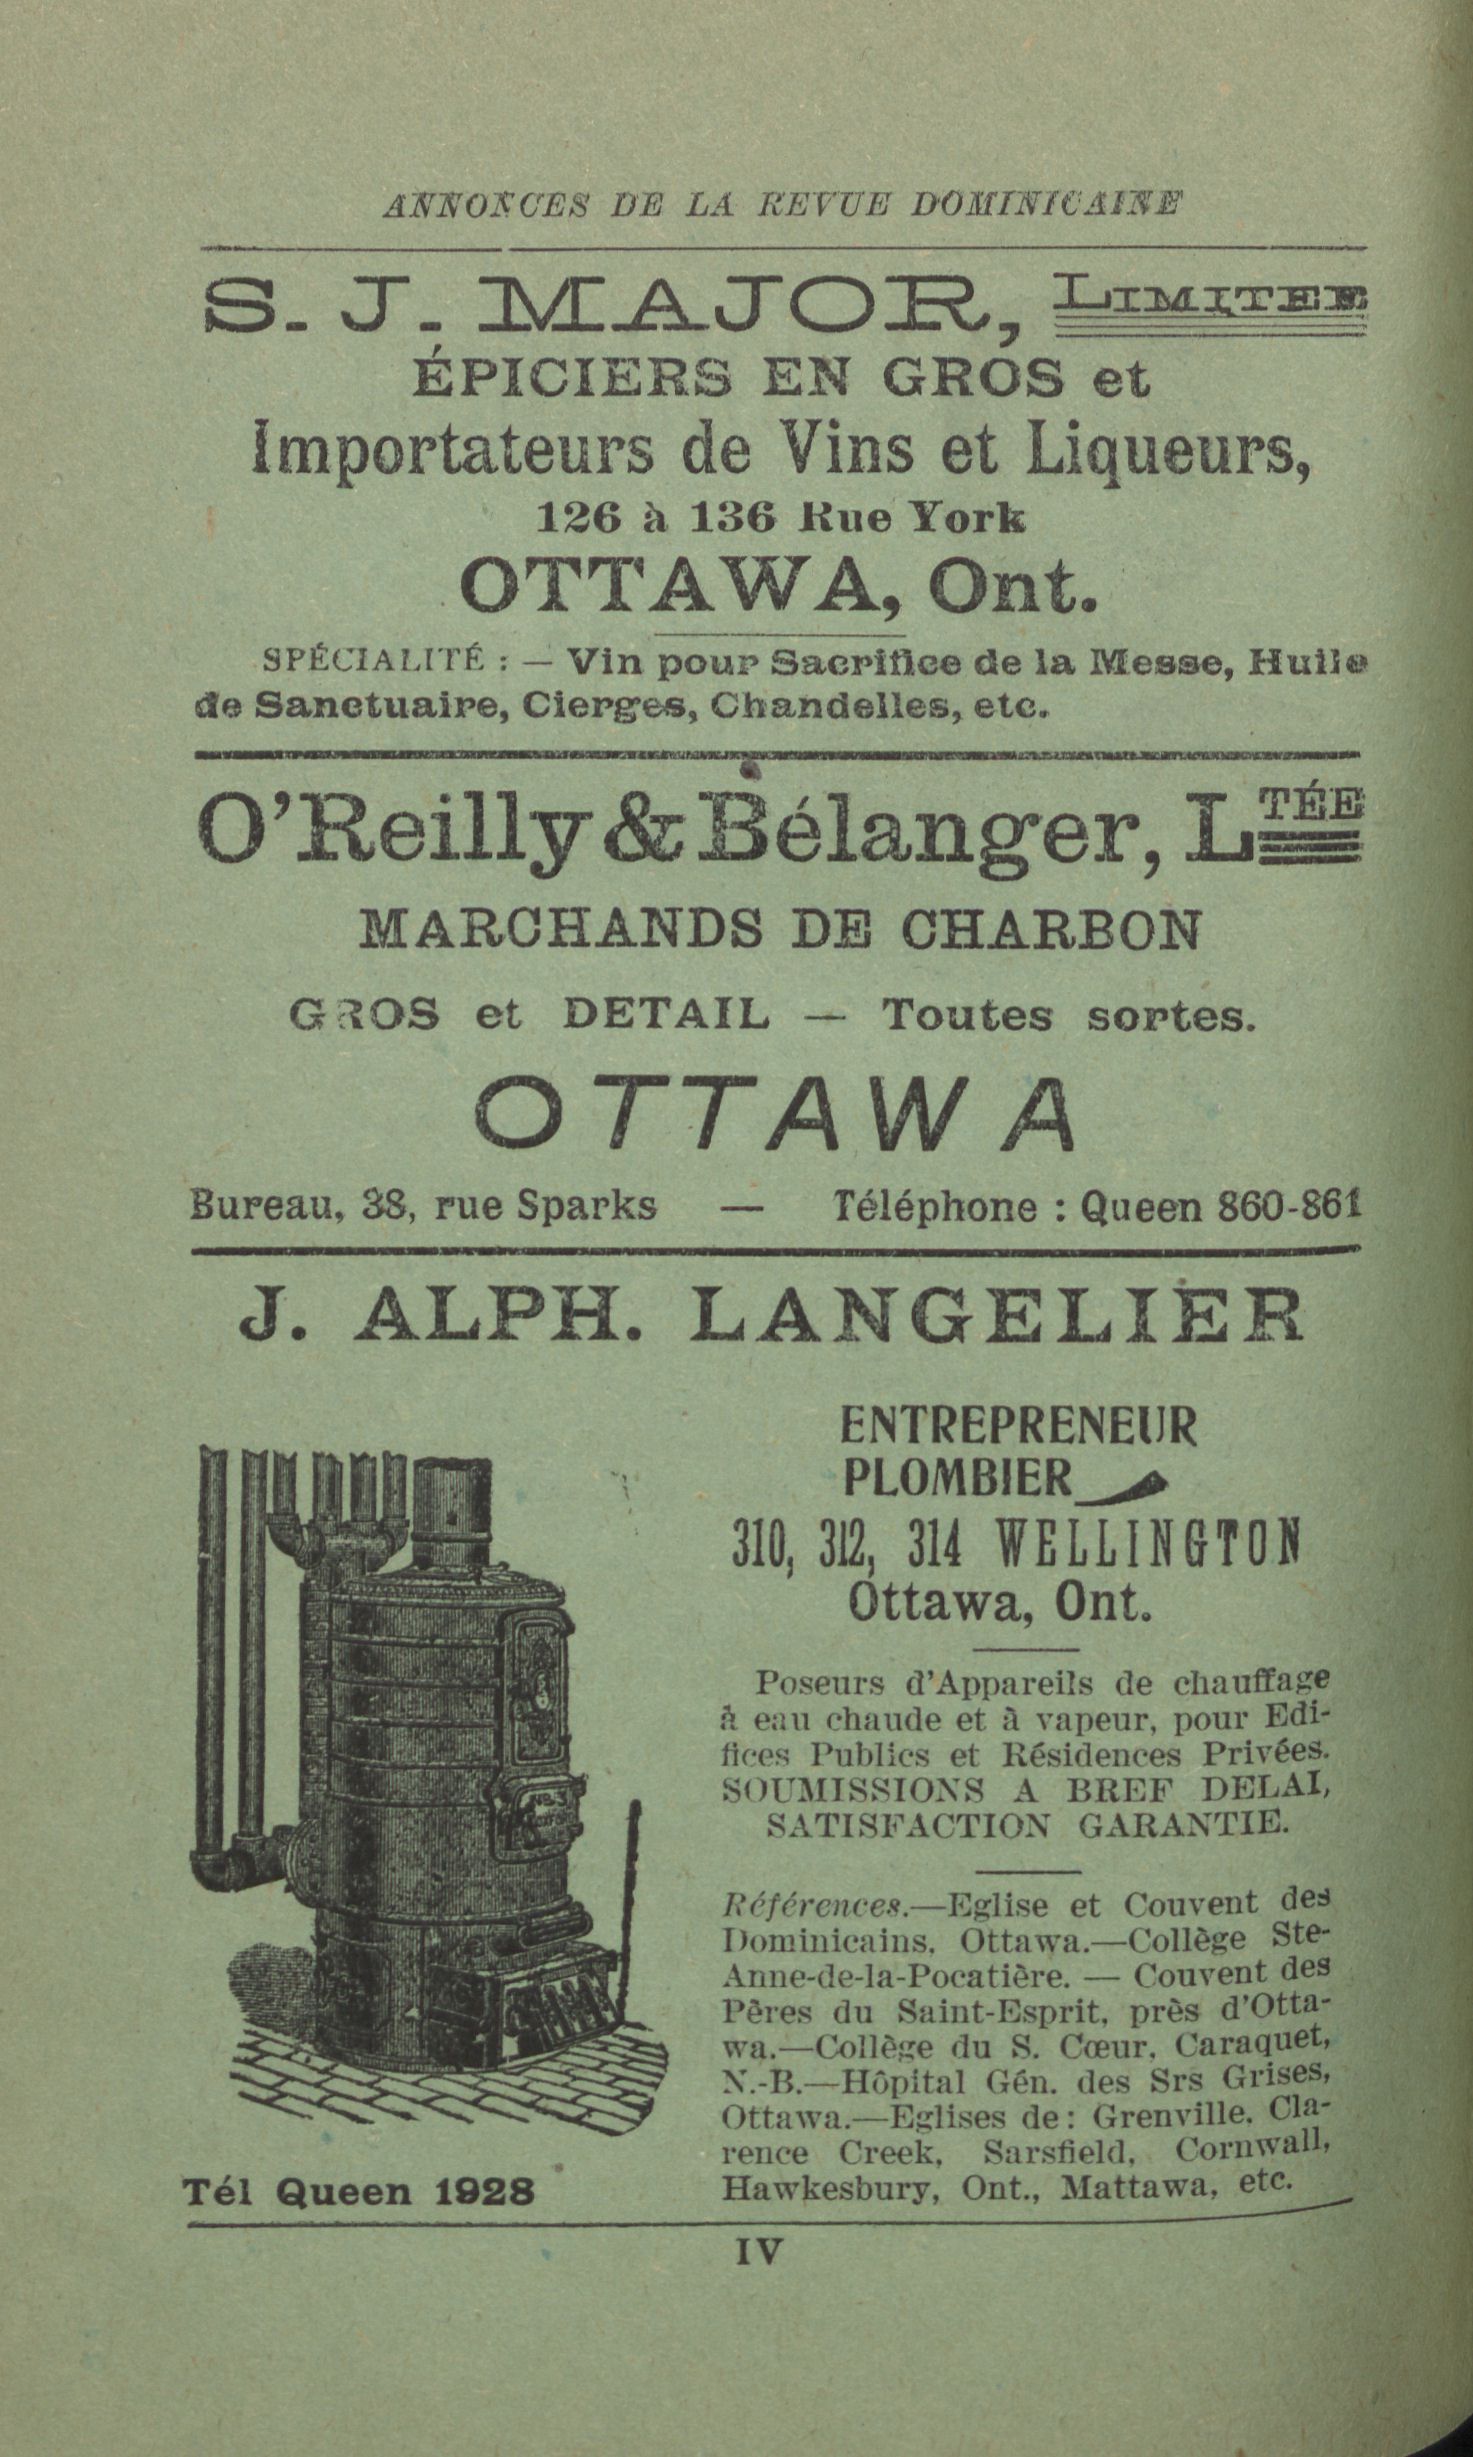 ANNONCES DE LA REVUE DOMINICAINE
S. J. MAJOR, LIMITEE
ÉPICIERS EN GROS et
Importateurs de Vins et Liqueurs,
126 à 136 Rue York
OTTAWA, Ont.
SPÉCIALITÉ : — Vin pour Sacrifice de la Messe, Huile
de Sanctuaire, Cierges, Chandelles, etc.
O'Reilly & Bélanger, LTÉE
MARCHANDS DE CHARBON
GROS et DETAIL — Toutes sortes.
OTTAWA
Bureau, 38, rue Sparks — Téléphone : Queen 860-861
J. ALPH. LANGELIER
ENTREPRENEUR
PLOMBIER
310, 312, 314 WELLINGTON
Ottawa, Ont.
Poseurs d'Appareils de chauffage
à eau chaude et à vapeur, pour Edi-
fices Publics et Résidences Privées.
SOUMISSIONS A BREF DELAI,
SATISFACTION GARANTIE.
Références.—Eglise et Couvent des
Dominicains, Ottawa.—Collège Ste-
Anne-de-la-Pocatière. — Couvent des
Pères du Saint-Esprit, près d'Otta-
wa.—Collège du S. Cœur, Caraquet,
N.-B.—Hôpital Gén. des Srs Grises,
Ottawa.—Eglises de: Grenville, Cla-
rence Creek, Sarsfield, Cornwall,
Hawkesbury, Ont., Mattawa, etc.
Tél Queen 1928
IV